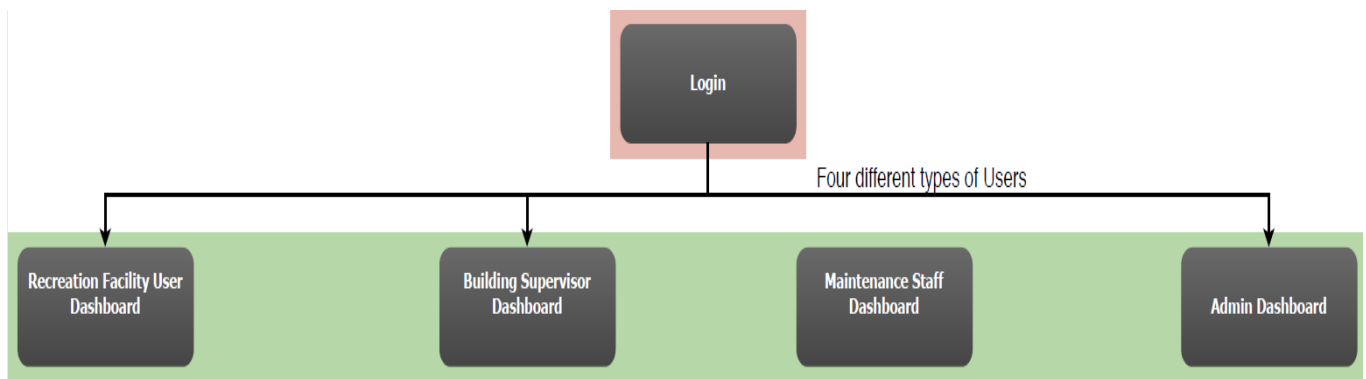 Login
Four different types of Users
Recreation Facility User
Dashboard
Building Supervisor
Dashboard
Maintenance Staff
Dashboard
Admin Dashboard